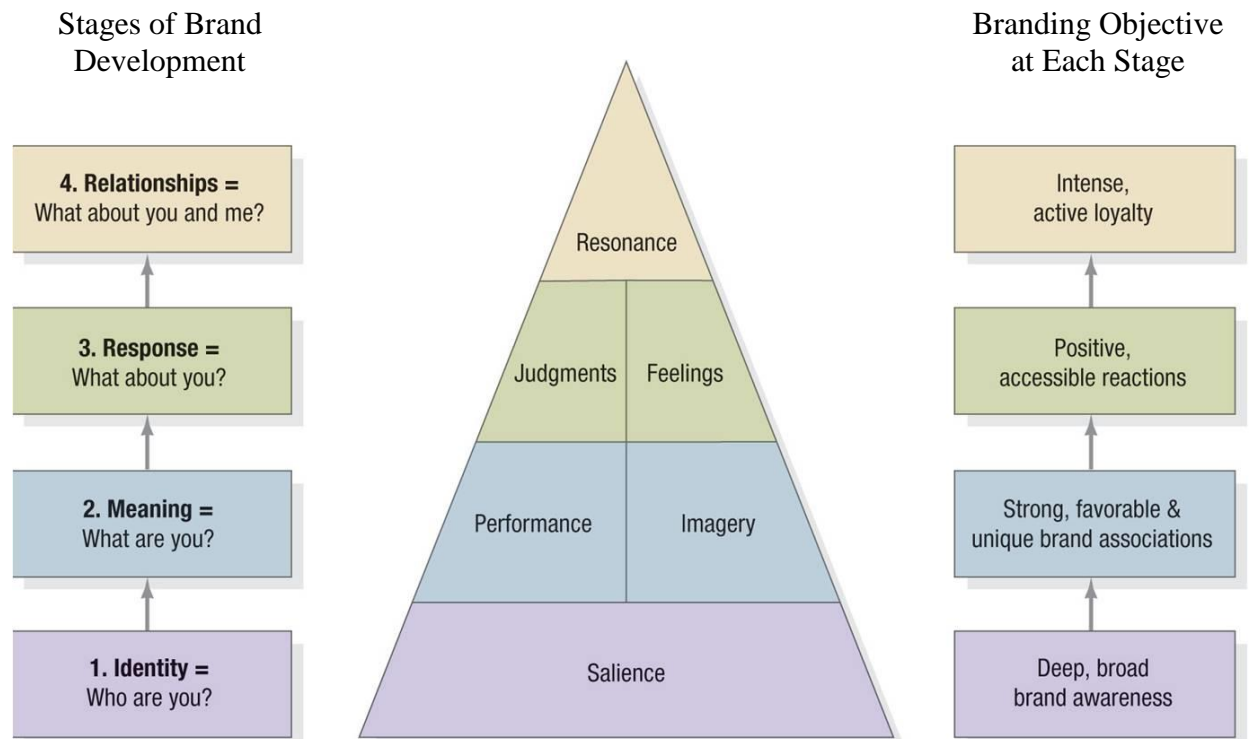 Stages of Brand
Development
Branding Objective
at Each Stage
4. Relationships =
What about you and me?
Resonance
Intense,
active loyalty
3. Response =
What about you?
Judgments
Feelings
Positive,
accessible reactions
2. Meaning =
What are you?
Performance
Imagery
Strong, favorable &
unique brand associations
1. Identity =
Who are you?
Salience
Deep, broad
brand awareness